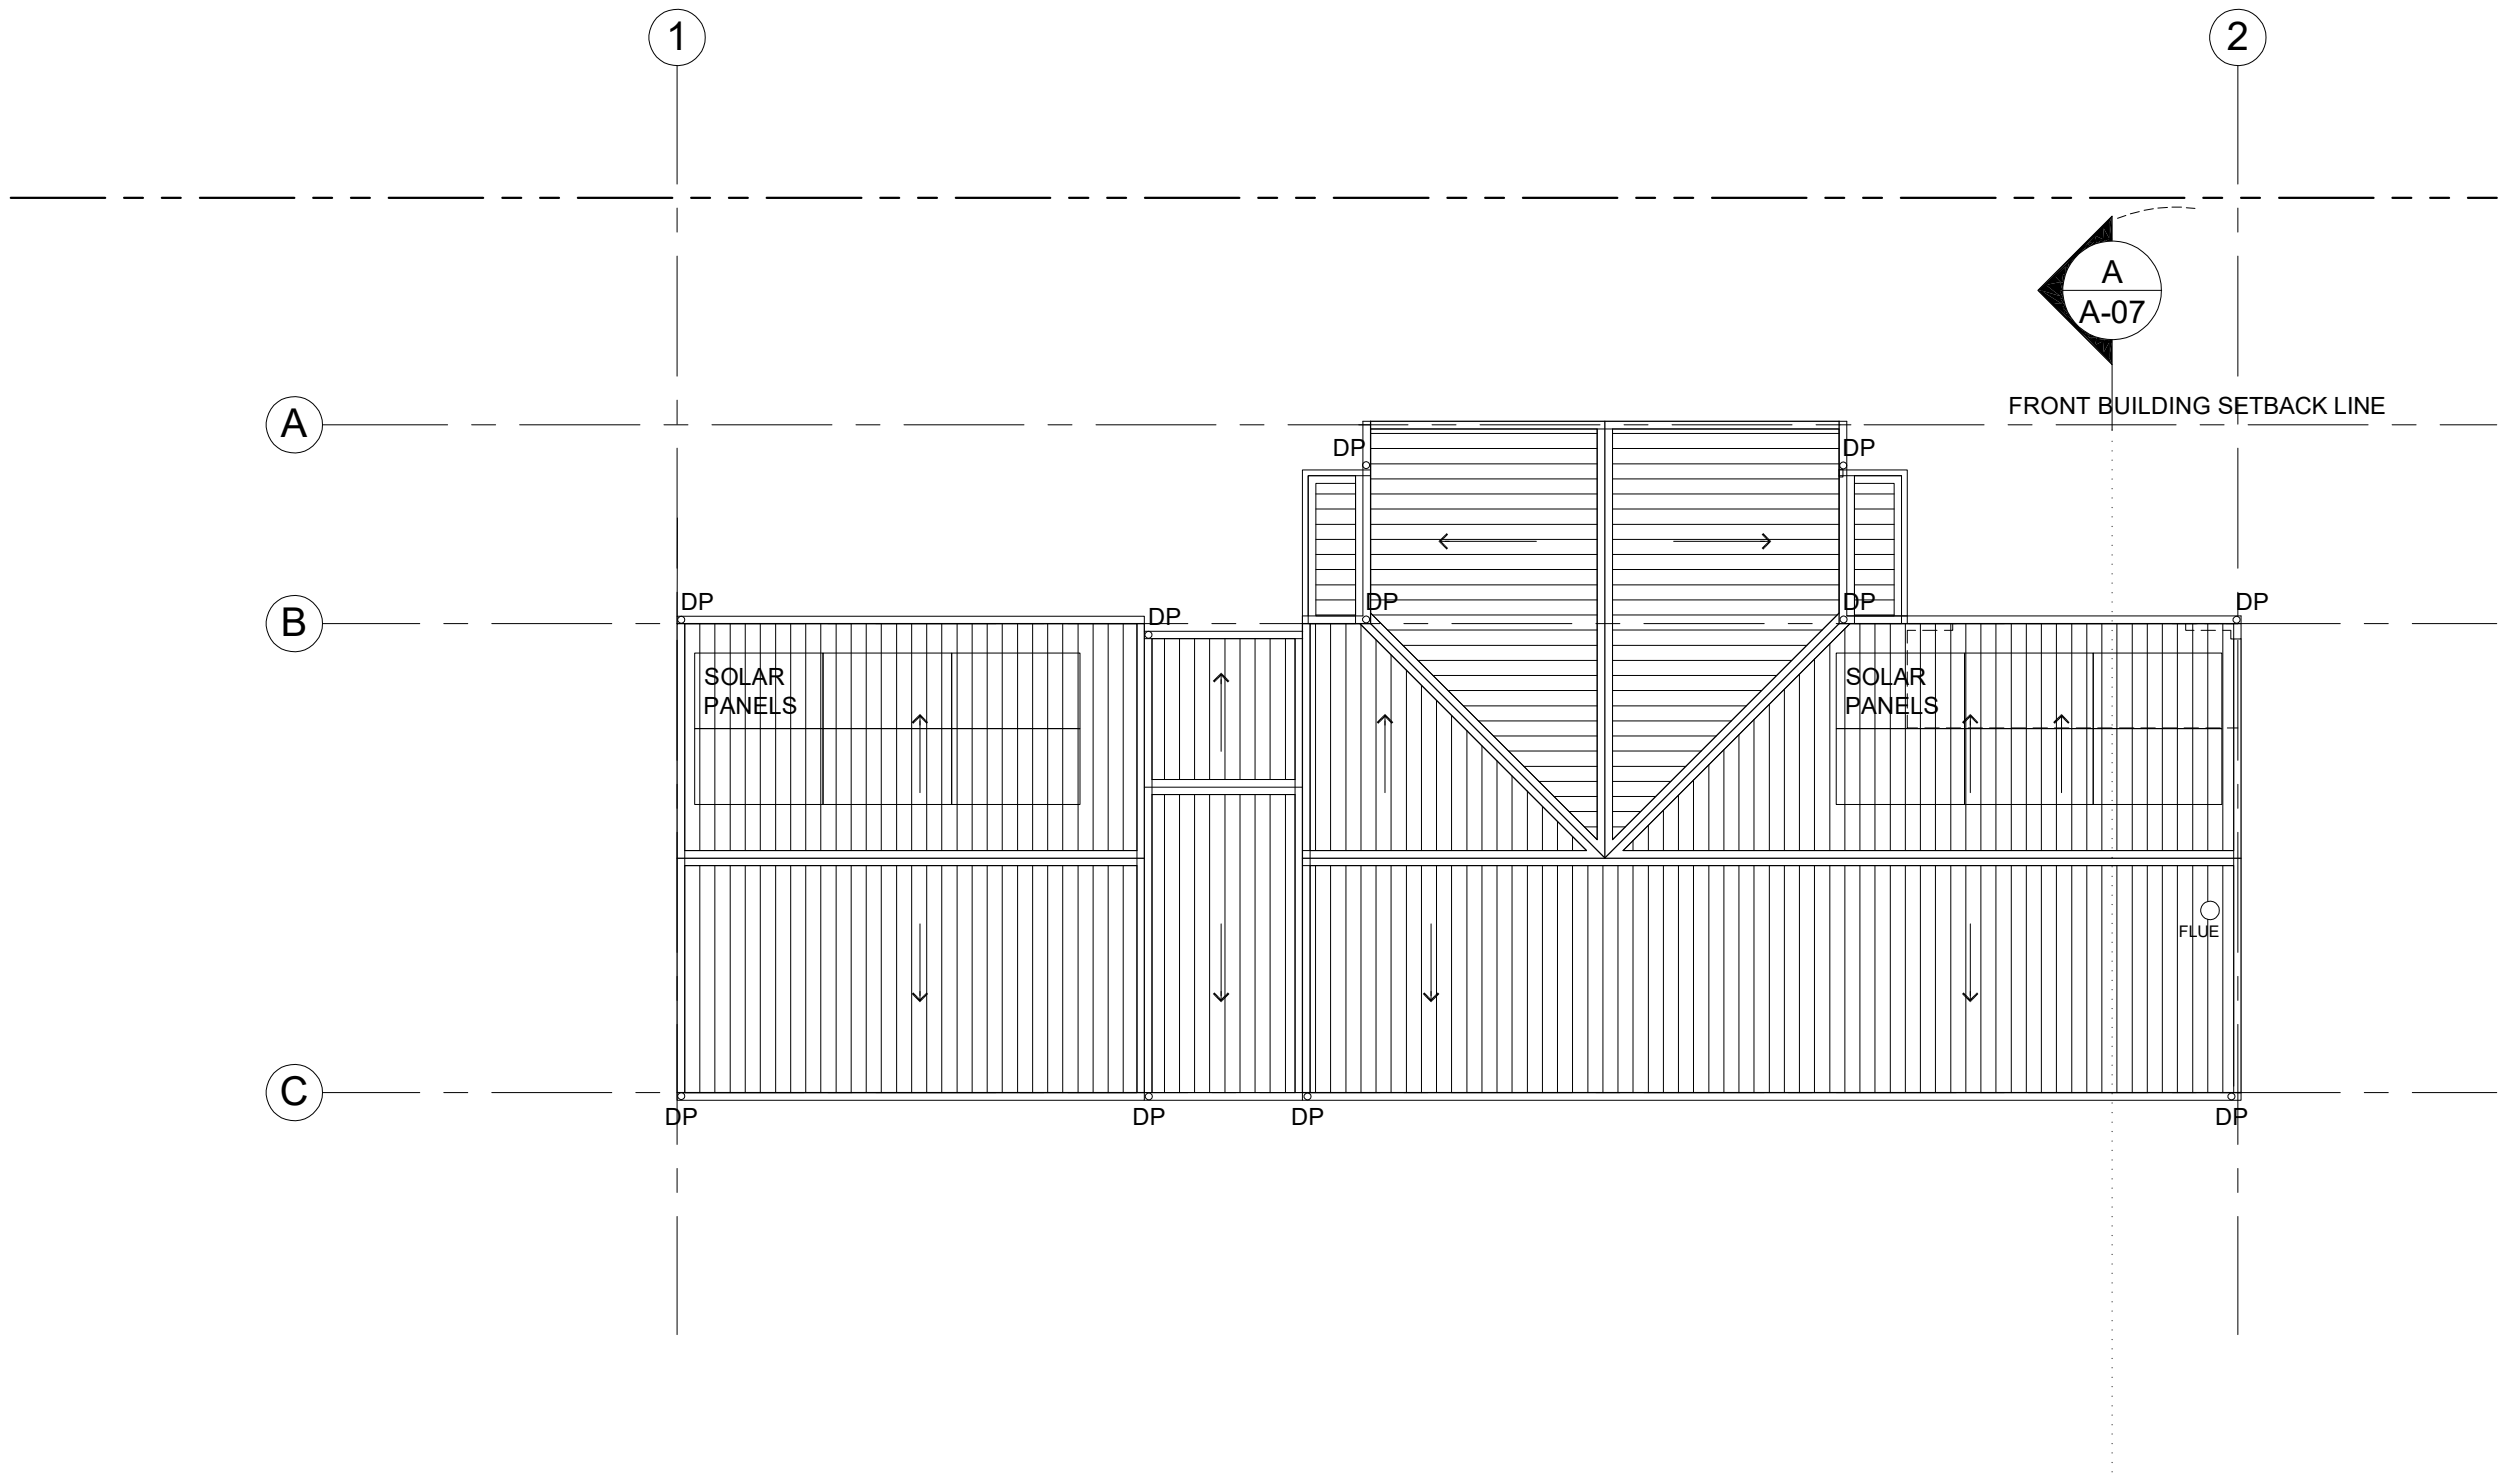 1
2
A
A-07
FRONT BUILDING SETBACK LINE
A
DP
DP
DP
DP
DP
DP
DP
B
SOLAR
PANELS
SOLAR
PANELS
FLUE
C
DP
DP
DP
DP